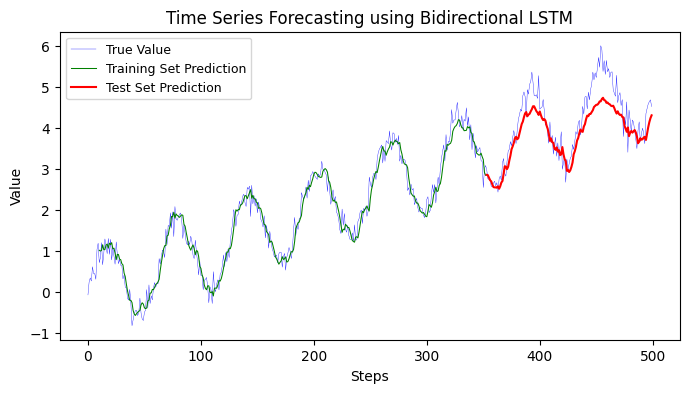 Time Series Forecasting using Bidirectional LSTM
True Value
Training Set Prediction
Test Set Prediction
Value
6
5
4
3
2
1
0
−1
0 100 200 300 400 500
Steps